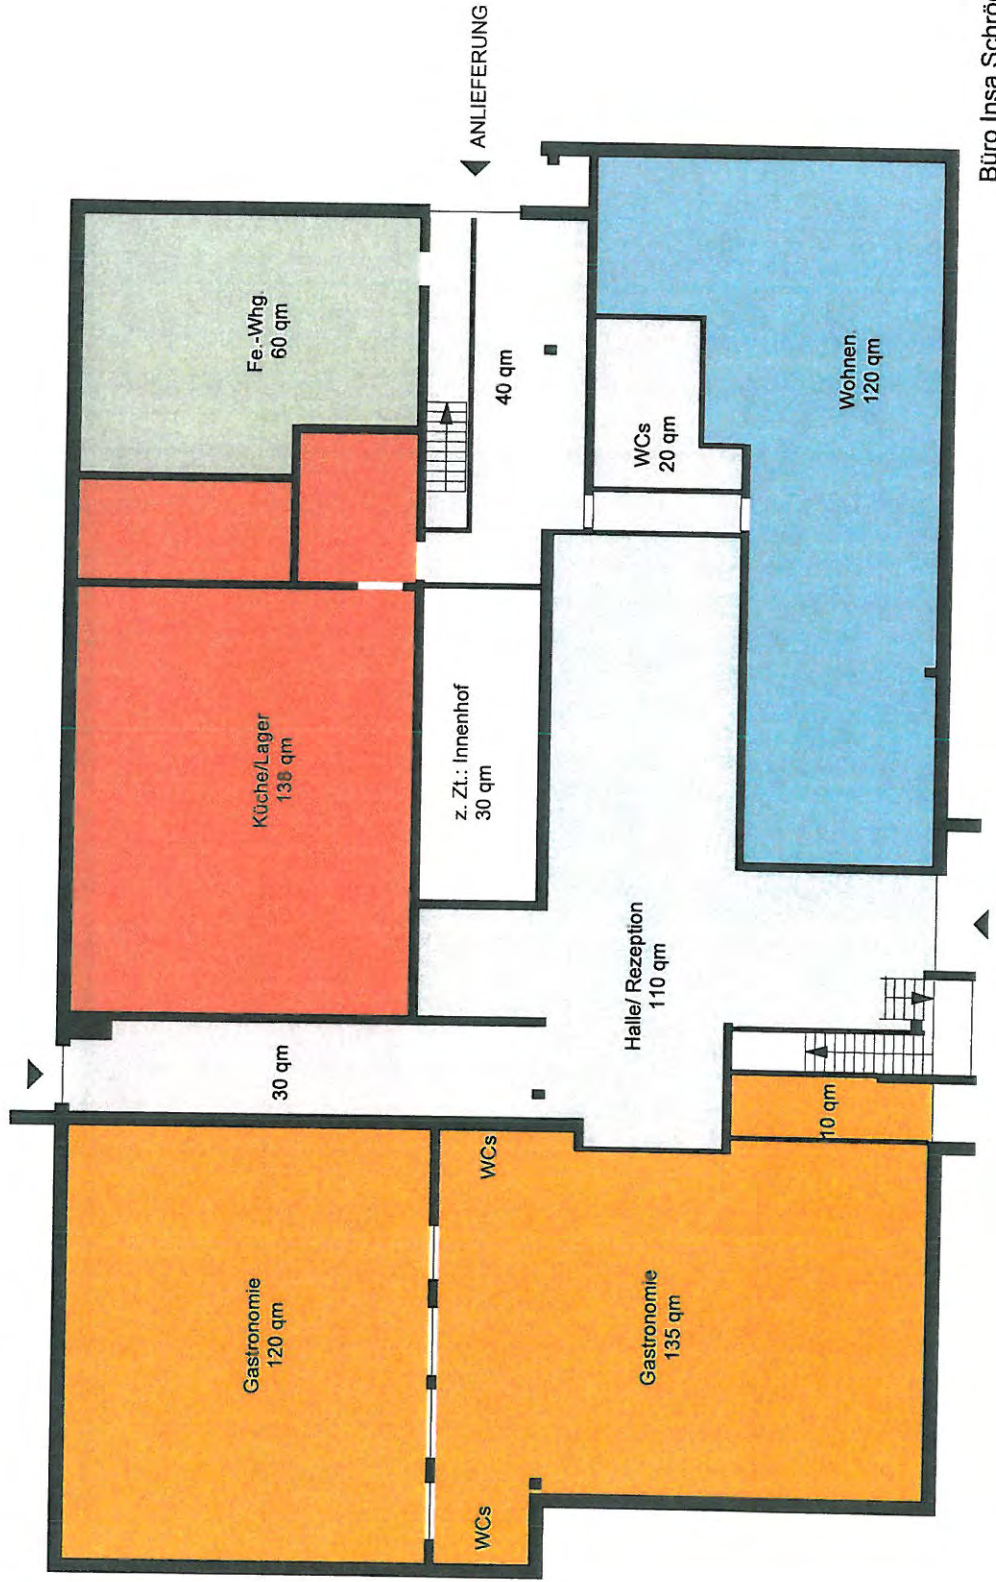 Gastronomie
120 qm
30 qm
Küche/Lager
138 qm
Fe.-Whg.
60 qm
WCs
WCs
z. Zt.: Innenhof
30 qm
40 qm
ANLIEFERUNG
Gastronomie
135 qm
Halle/ Rezeption
110 qm
WCs
20 qm
10 qm
Wohnen.
120 qm
Büro Insa Schrö